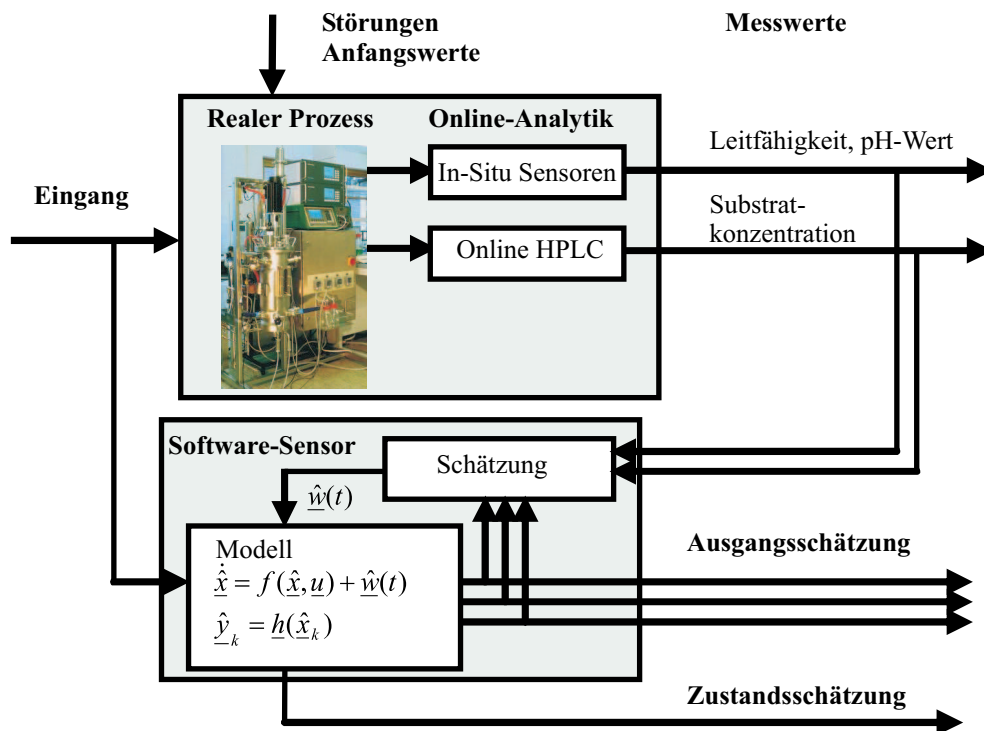 Störungen
Anfangswerte
Messwerte
Realer Prozess
Online-Analytik
Leitfähigkeit, pH-Wert
In-Situ Sensoren
Eingang
Substrat-
konzentration
Online HPLC
Software-Sensor
Schätzung
ŵ(t)
Modell
ẋ̂ = f(x̂,u) + ŵ(t)
ŷ_k = h(x̂_k)
Ausgangsschätzung
Zustandsschätzung